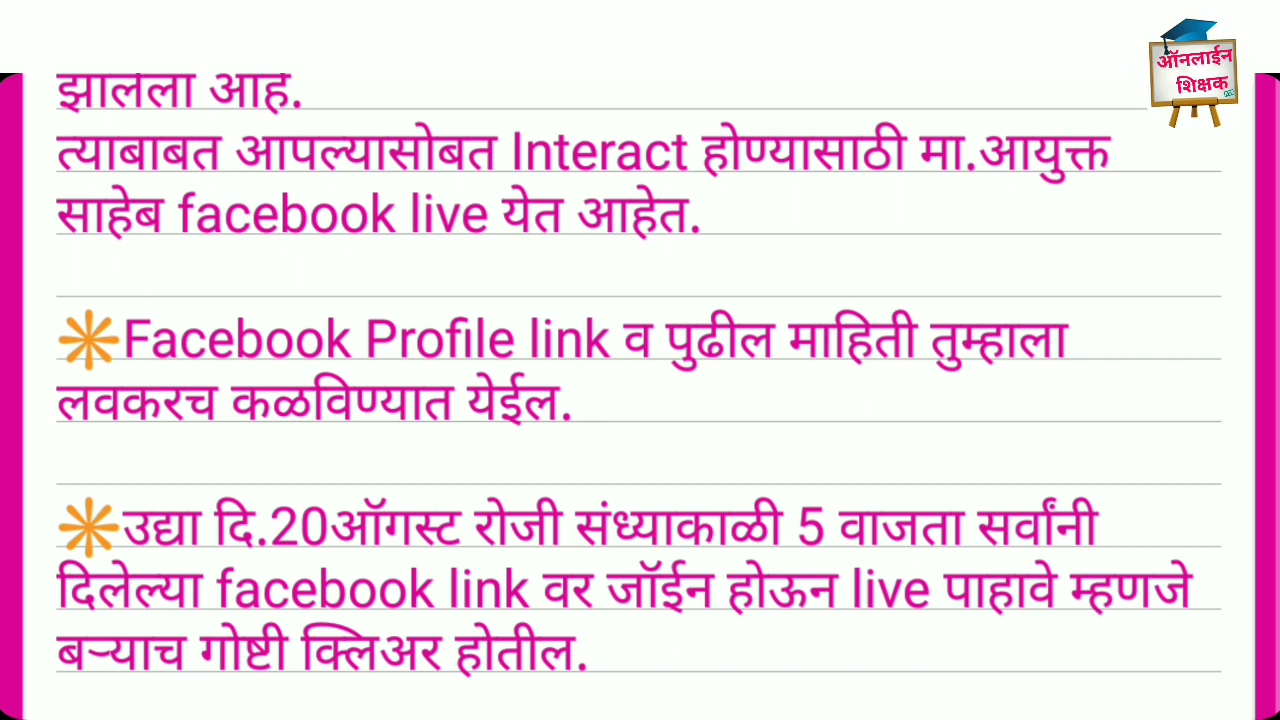 झालेला आहे.
त्याबाबत आपल्यासोबत Interact होण्यासाठी मा.आयुक्त
साहेब facebook live येत आहेत.
✳Facebook Profile link व पुढील माहिती तुम्हाला
लवकरच कळविण्यात येईल.
✳उद्या दि.20ऑगस्ट रोजी संध्याकाळी 5 वाजता सर्वांनी
दिलेल्या facebook link वर जॉईन होऊन live पाहावे म्हणजे
बऱ्याच गोष्टी क्लिअर होतील.
ऑनलाईन
शिक्षक